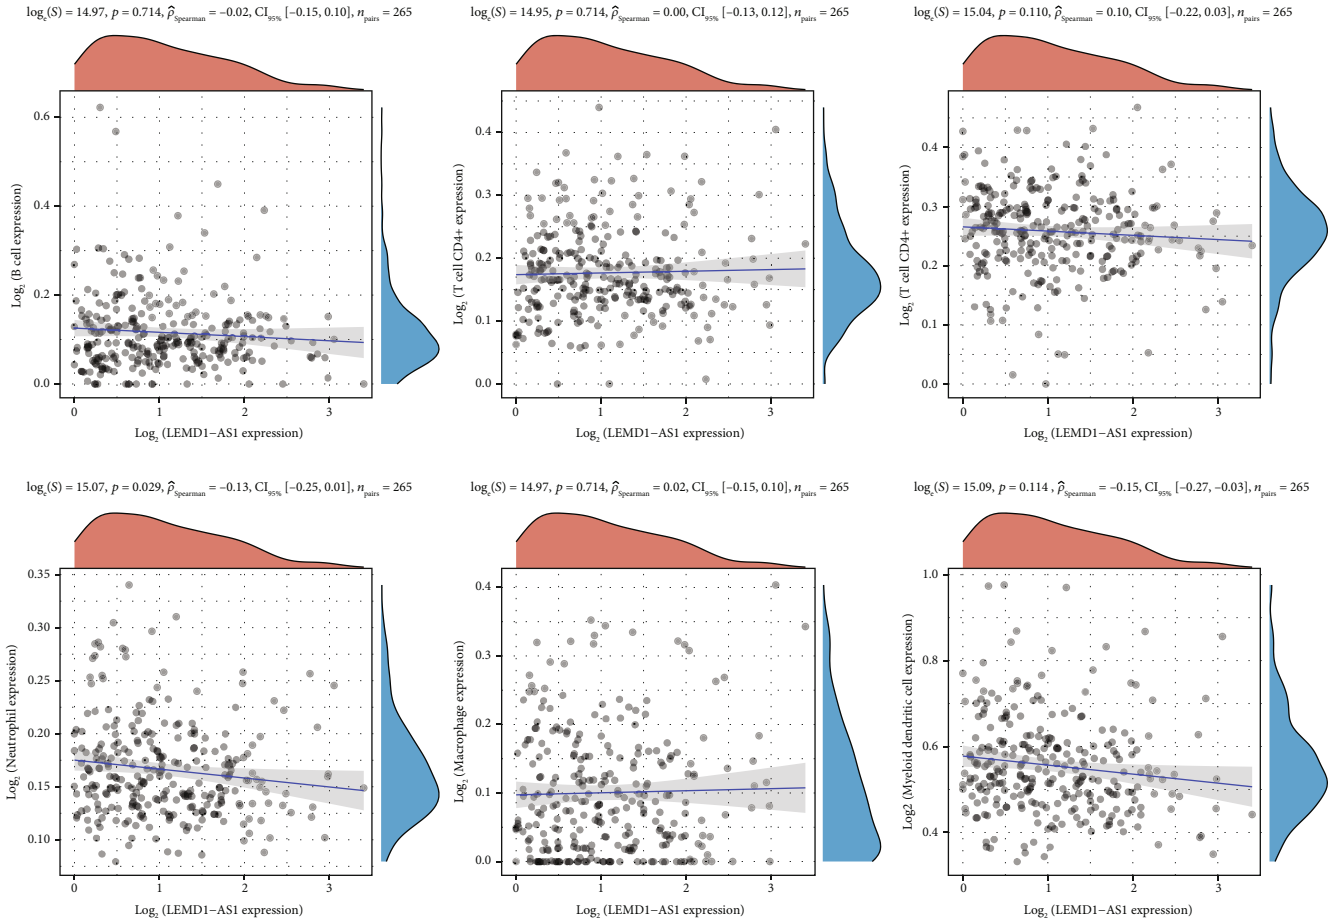 logₑ(S) = 14.97, p = 0.714, ρ̂Spearman = −0.02, CI95% [−0.15, 0.10], npairs = 265
logₑ(S) = 14.95, p = 0.714, ρ̂Spearman = 0.00, CI95% [−0.13, 0.12], npairs = 265
logₑ(S) = 15.04, p = 0.110, ρ̂Spearman = 0.10, CI95% [−0.22, 0.03], npairs = 265
Log₂ (B cell expression)
0.6
0.4
0.2
0.0
0 1 2 3
Log₂ (LEMD1−AS1 expression)
Log₂ (T cell CD4+ expression)
0.4
0.3
0.2
0.1
0.0
0 1 2 3
Log₂ (LEMD1−AS1 expression)
Log₂ (T cell CD4+ expression)
0.4
0.3
0.2
0.1
0.0
0 1 2 3
Log₂ (LEMD1−AS1 expression)
logₑ(S) = 15.07, p = 0.029, ρ̂Spearman = −0.13, CI95% [−0.25, 0.01], npairs = 265
logₑ(S) = 14.97, p = 0.714, ρ̂Spearman = 0.02, CI95% [−0.15, 0.10], npairs = 265
logₑ(S) = 15.09, p = 0.114 , ρ̂Spearman = −0.15, CI95% [−0.27, −0.03], npairs = 265
Log₂ (Neutrophil expression)
0.35
0.30
0.25
0.20
0.15
0.10
0 1 2 3
Log₂ (LEMD1−AS1 expression)
Log₂ (Macrophage expression)
0.4
0.3
0.2
0.1
0.0
0 1 2 3
Log₂ (LEMD1−AS1 expression)
Log2 (Myeloid dendritic cell expression)
1.0
0.8
0.6
0.4
0 1 2 3
Log₂ (LEMD1−AS1 expression)